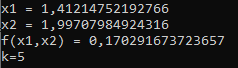 x1 = 1,41214752192766
x2 = 1,99707984924316
f(x1,x2) = 0,170291673723657
k=5